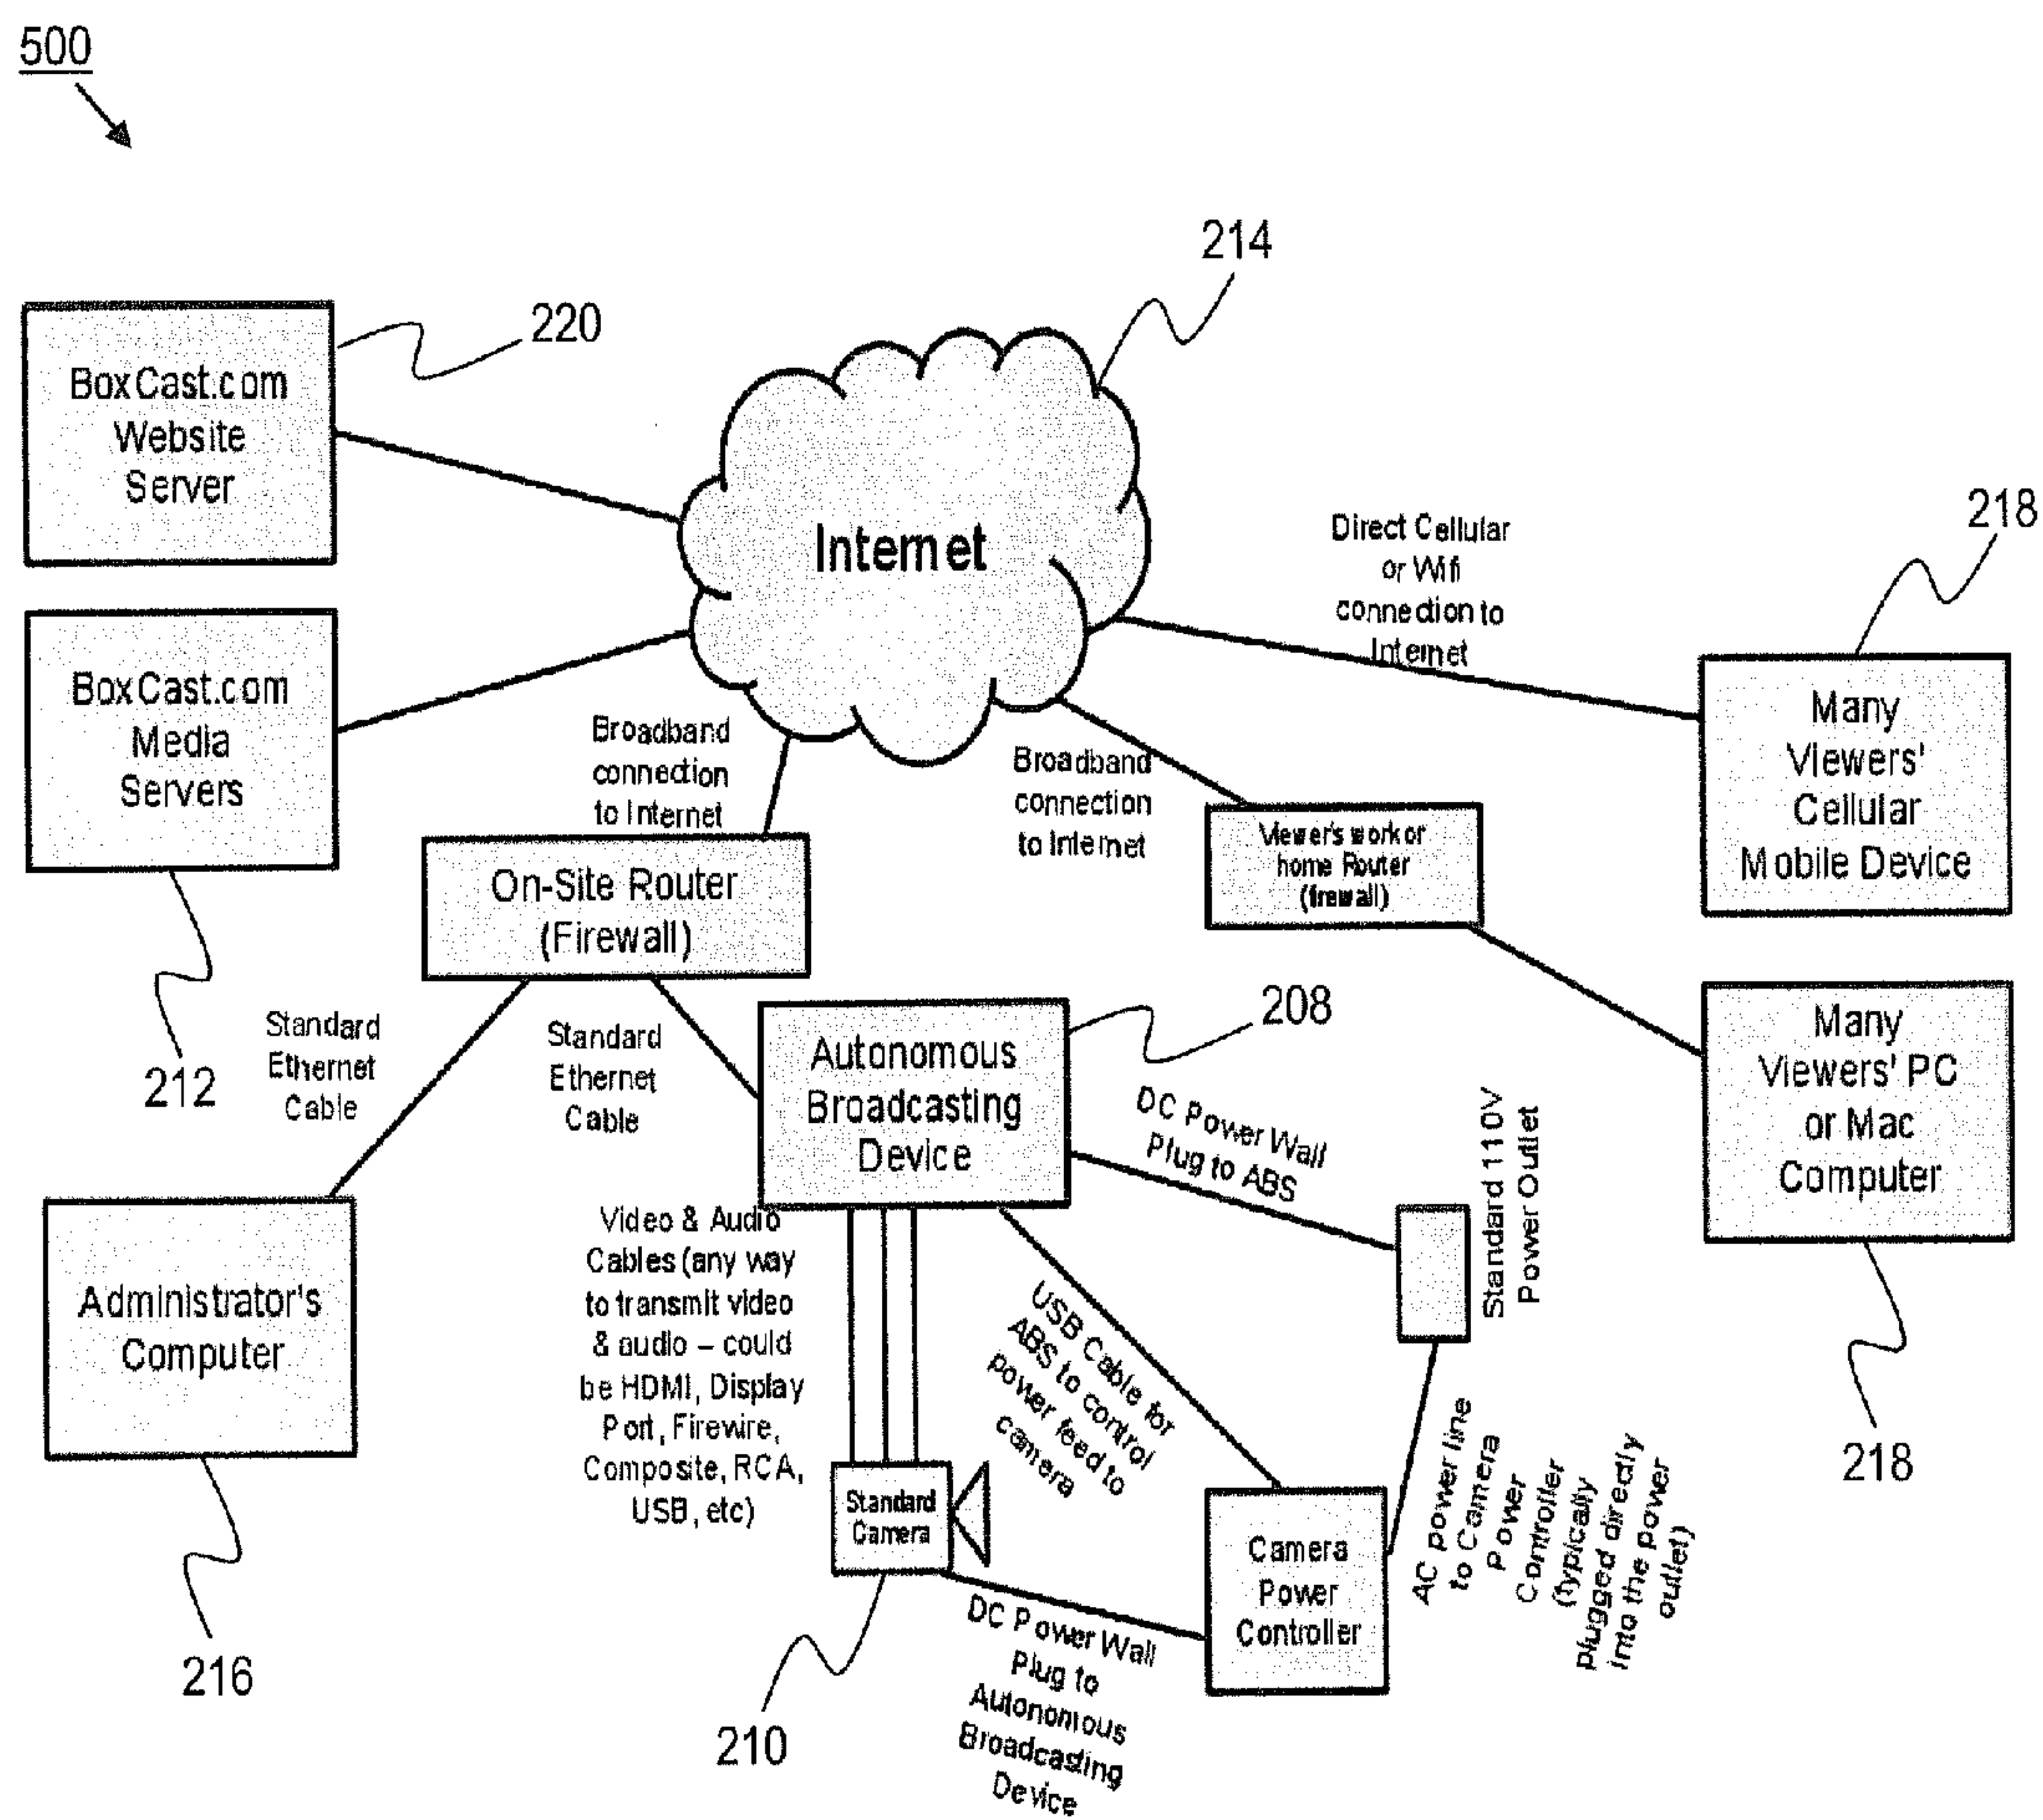 500
214
220
BoxCast.com
Website
Server
Internet
Direct Cellular
or Wifi
connection to
Internet
218
BoxCast.com
Media
Servers
212
Broadband
connection
to Internet
Broadband
connection
to Internet
Many
Viewers'
Cellular
Mobile Device
On-Site Router
(Firewall)
Viewer's work or
home Router
(firewall)
Standard
Ethernet
Cable
Standard
Ethernet
Cable
Autonomous
Broadcasting
Device
208
Many
Viewers' PC
or Mac
Computer
218
DC Power Wall
Plug to ABS
Standard 110V
Power Outlet
Administrator's
Computer
216
Video & Audio
Cables (any way
to transmit video
& audio – could
be HDMI, Display
Port, Firewire,
Composite, RCA,
USB, etc)
USB Cable for
ABS to control
power feed to
camera
Standard
Camera
210
Camera
Power
Controller
AC power line
to Camera
Power
Controller
(typically
plugged directly
into the power
outlet)
DC Power Wall
Plug to
Autonomous
Broadcasting
Device